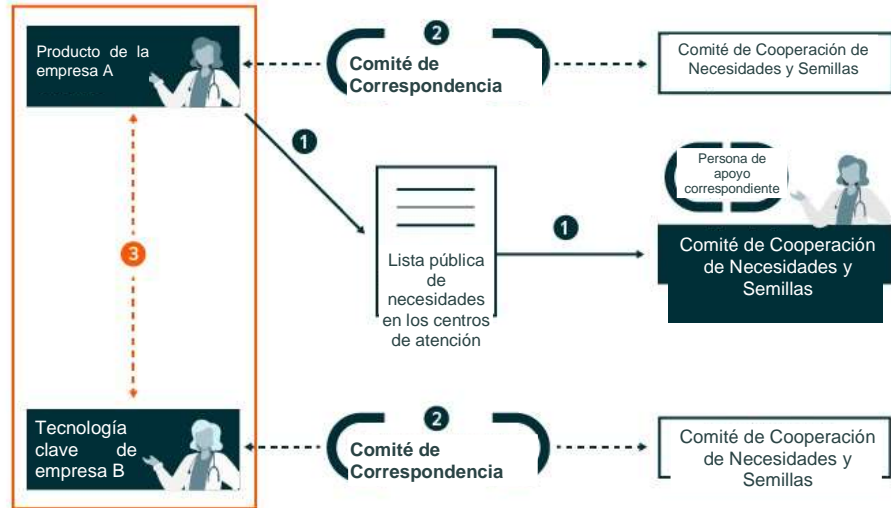 Producto de la
empresa A
2
Comité de
Correspondencia
Comité de Cooperación de
Necesidades y Semillas
1
Persona de
apoyo
correspondiente
1
Lista pública
de
necesidades
en los centros
de atención
Comité de Cooperación
de Necesidades y
Semillas
3
Tecnología
clave de
empresa B
2
Comité de
Correspondencia
Comité de Cooperación
de Necesidades y
Semillas